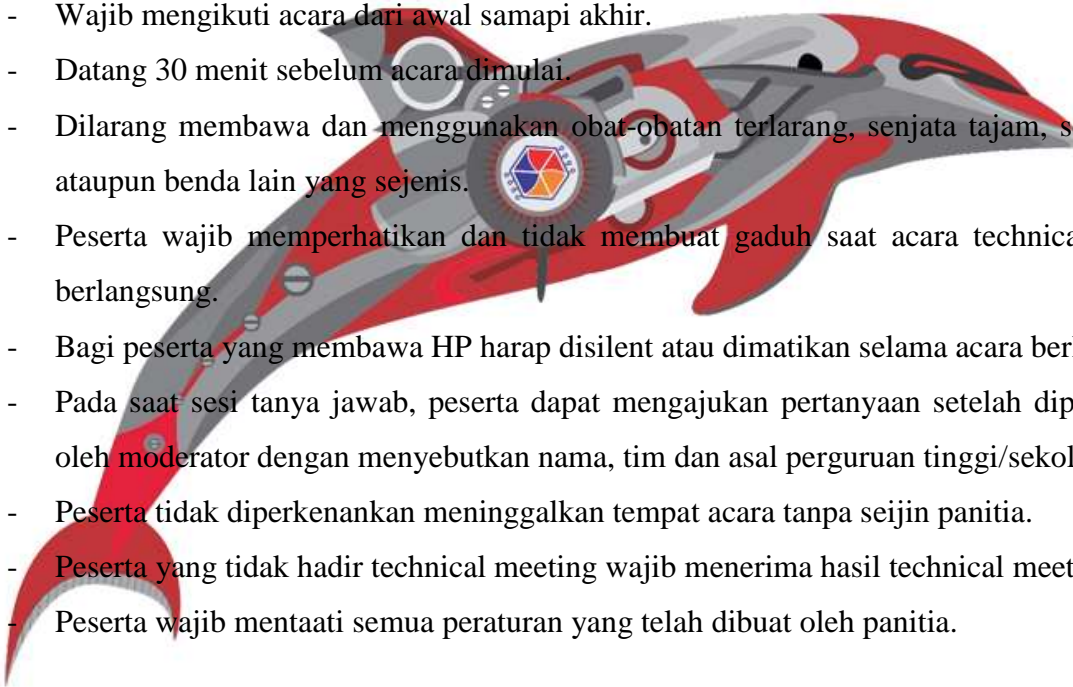 - Wajib mengikuti acara dari awal samapi akhir.
- Datang 30 menit sebelum acara dimulai.
- Dilarang membawa dan menggunakan obat-obatan terlarang, senjata tajam,
ataupun benda lain yang sejenis.
- Peserta wajib memperhatikan dan tidak membuat gaduh saat acara technica
berlangsung.
- Bagi peserta yang membawa HP harap disilent atau dimatikan selama acara
- Pada saat sesi tanya jawab, peserta dapat mengajukan pertanyaan setelah
oleh moderator dengan menyebutkan nama, tim dan asal perguruan tinggi/sekol
- Peserta tidak diperkenankan meninggalkan tempat acara tanpa seijin panitia.
- Peserta yang tidak hadir technical meeting wajib menerima hasil technical meet
- Peserta wajib mentaati semua peraturan yang telah dibuat oleh panitia.